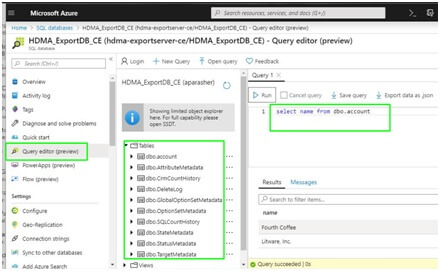 Microsoft Azure
Search resources, services, and docs (G+/)
Home > SQL databases > HDMA_ExportDB_CE (hdma-exportserver-ce/HDMA_ExportDB_CE) - Query editor (preview)
HDMA_ExportDB_CE (hdma-exportserver-ce/HDMA_ExportDB_CE) - Query editor (preview)
SQL database
Search (Ctrl+/)
Overview
Activity log
Tags
Diagnose and solve problems
Quick start
Query editor (preview)
PowerApps (preview)
Flow (preview)
Settings
Configure
Geo-Replication
Connection strings
Sync to other databases
Add Azure Search
Login
New Query
Open query
Feedback
HDMA_ExportDB_CE (aparasher)
Showing limited object explorer here. For full capability please open SSDT.
Tables
dbo.account
dbo.AttributeMetadata
dbo.CrmCountHistory
dbo.DeleteLog
dbo.GlobalOptionSetMetadata
dbo.OptionSetMetadata
dbo.SQLCountHistory
dbo.StateMetadata
dbo.StatusMetadata
dbo.TargetMetadata
Views
Query 1
Run
Cancel query
Save query
Export data as .json
1 select name from dbo.account
Results
Messages
Search to filter items...
name
Fourth Coffee
Litware, Inc.
Query succeeded | 0s